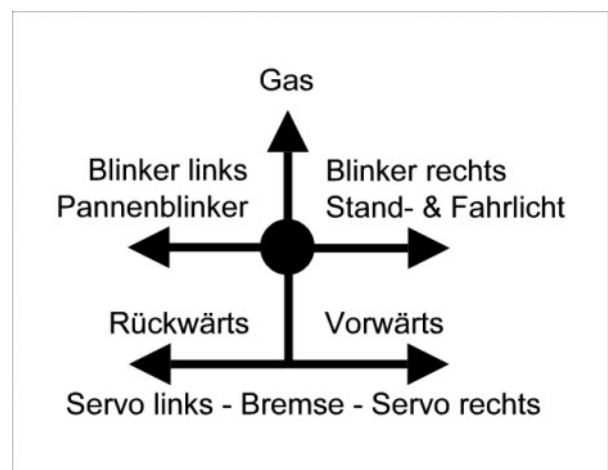 Gas
Blinker links
Pannenblinker
Blinker rechts
Stand- & Fahrlicht
Rückwärts
Vorwärts
Servo links - Bremse - Servo rechts